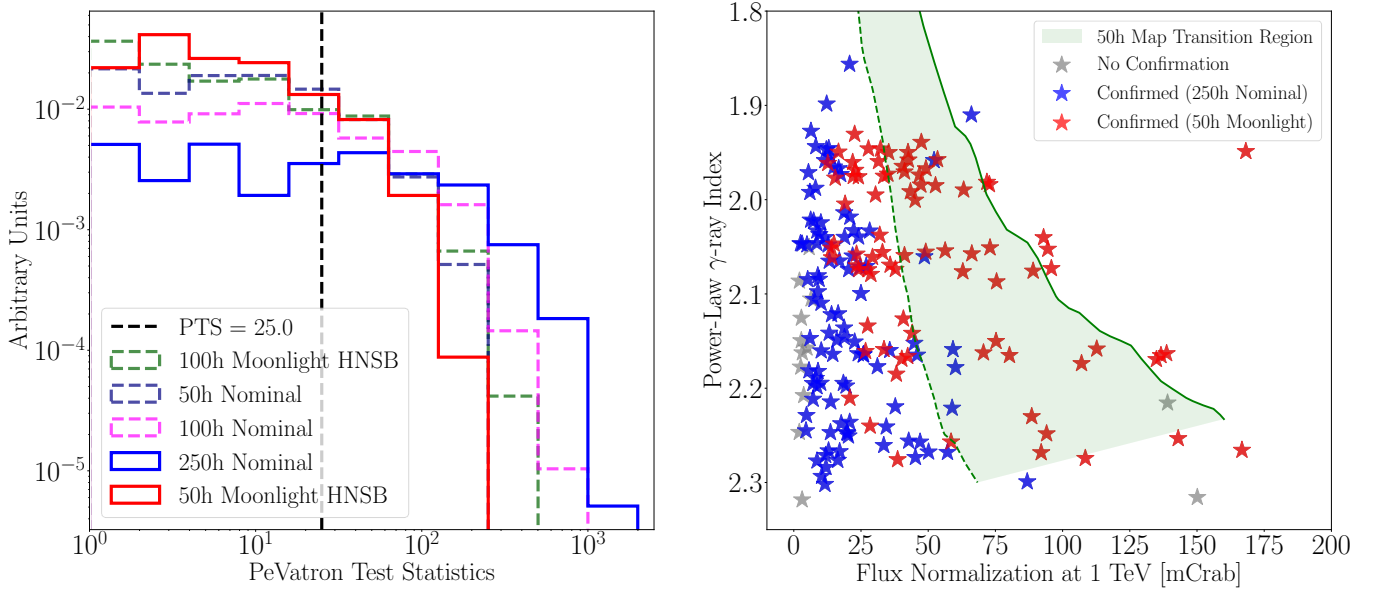 Arbitrary Units
10⁻²
10⁻³
10⁻⁴
10⁻⁵
PTS = 25.0
100h Moonlight HNSB
50h Nominal
100h Nominal
250h Nominal
50h Moonlight HNSB
10⁰
10¹
10²
10³
PeVatron Test Statistics
Power-Law γ-ray Index
1.8
1.9
2.0
2.1
2.2
2.3
50h Map Transition Region
No Confirmation
Confirmed (250h Nominal)
Confirmed (50h Moonlight)
0 25 50 75 100 125 150 175 200
Flux Normalization at 1 TeV [mCrab]